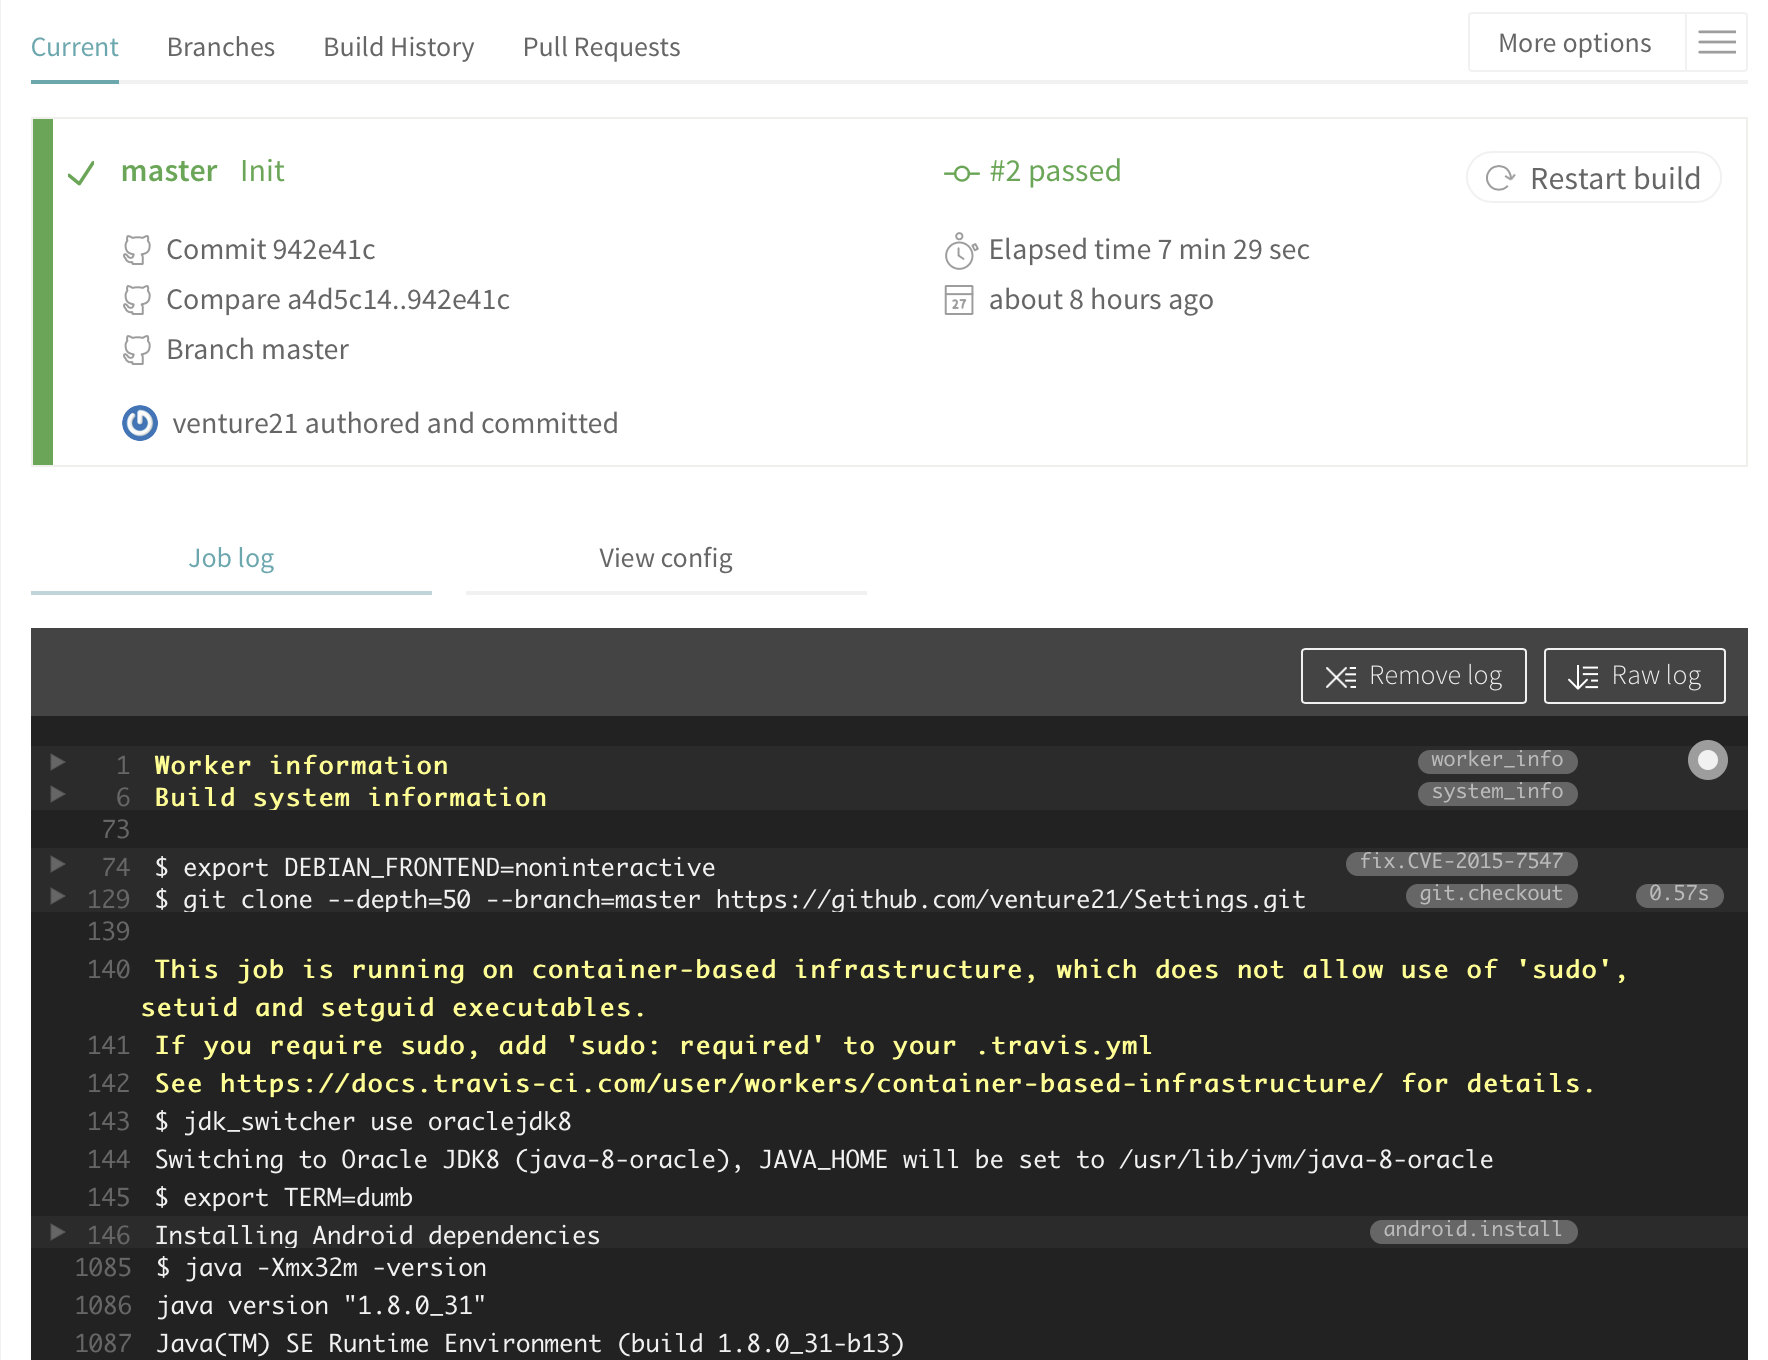 Current Branches Build History Pull Requests More options
master Init #2 passed Restart build
Commit 942e41c Elapsed time 7 min 29 sec
Compare a4d5c14..942e41c 27 about 8 hours ago
Branch master
venture21 authored and committed
Job log View config
Remove log Raw log
1 Worker information worker_info
6 Build system information system_info
73
74 $ export DEBIAN_FRONTEND=noninteractive fix.CVE-2015-7547
129 $ git clone --depth=50 --branch=master https://github.com/venture21/Settings.git git.checkout 0.57s
139
140 This job is running on container-based infrastructure, which does not allow use of 'sudo',
setuid and setguid executables.
141 If you require sudo, add 'sudo: required' to your .travis.yml
142 See https://docs.travis-ci.com/user/workers/container-based-infrastructure/ for details.
143 $ jdk_switcher use oraclejdk8
144 Switching to Oracle JDK8 (java-8-oracle), JAVA_HOME will be set to /usr/lib/jvm/java-8-oracle
145 $ export TERM=dumb
146 Installing Android dependencies android.install
1085 $ java -Xmx32m -version
1086 java version "1.8.0_31"
1087 Java(TM) SE Runtime Environment (build 1.8.0_31-b13)